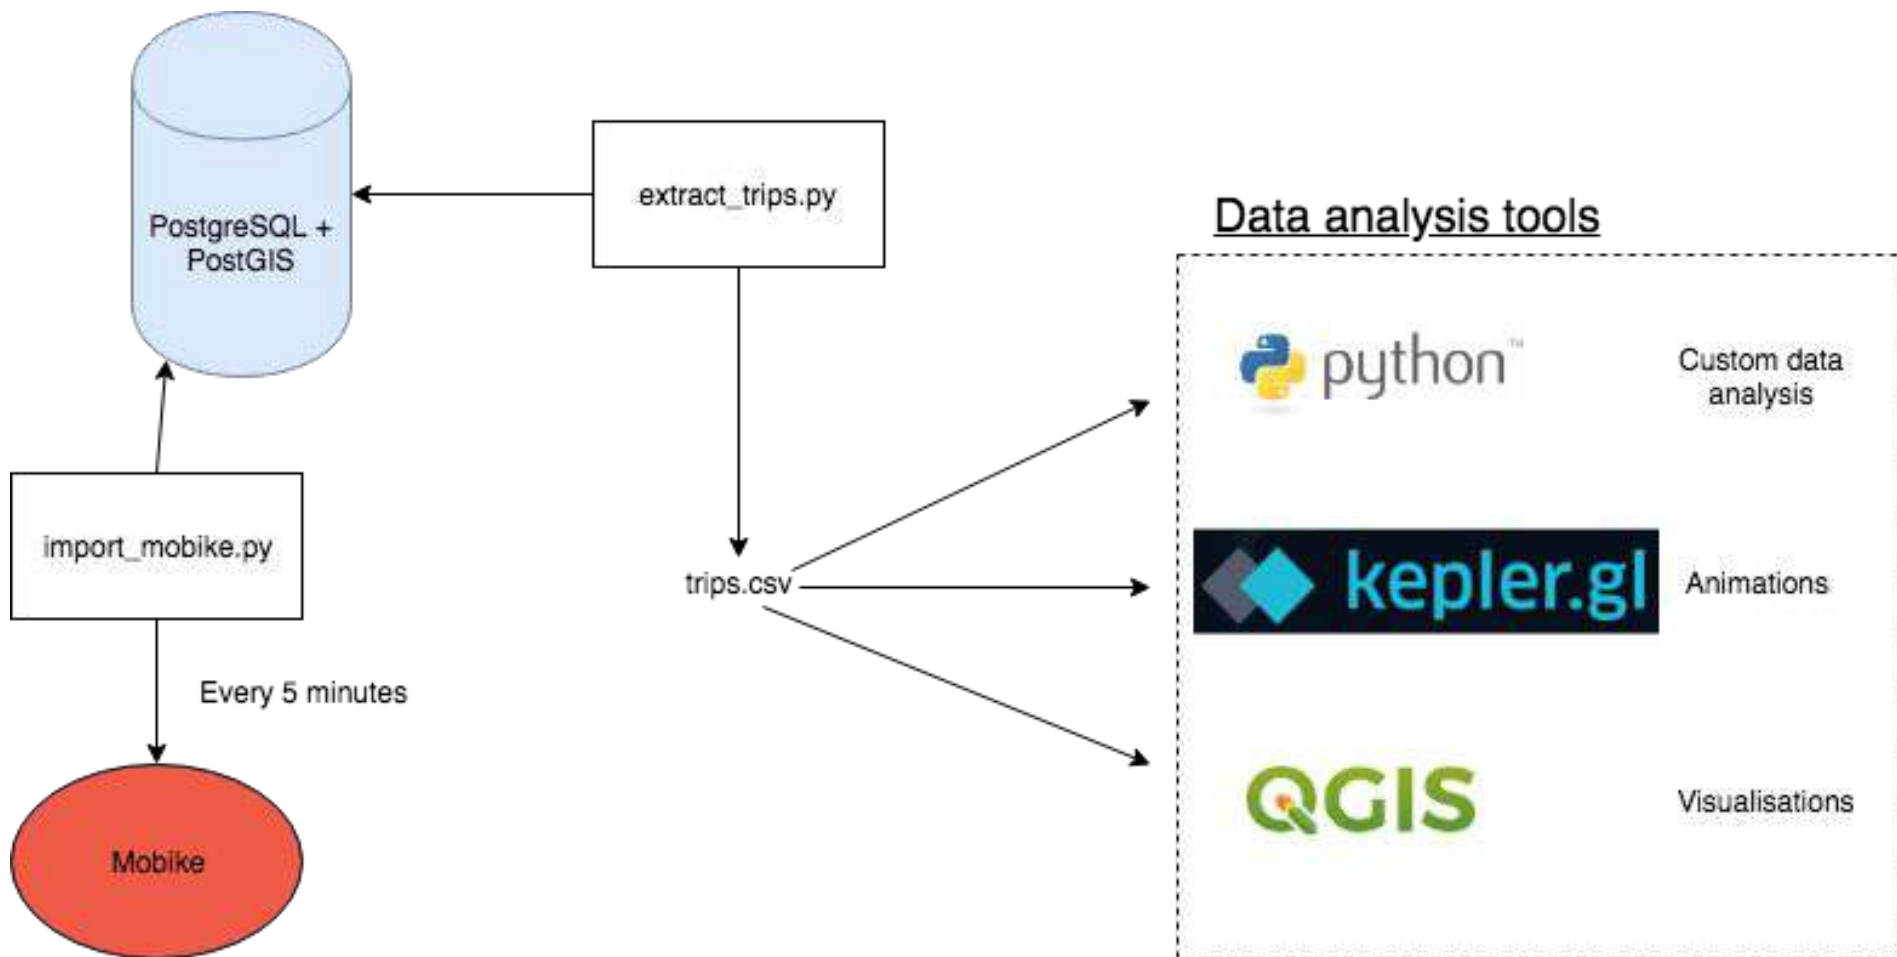 PostgreSQL +
PostGIS
extract_trips.py
import_mobike.py
Every 5 minutes
Mobike
trips.csv
Data analysis tools
python™
Custom data
analysis
kepler.gl
Animations
QGIS
Visualisations